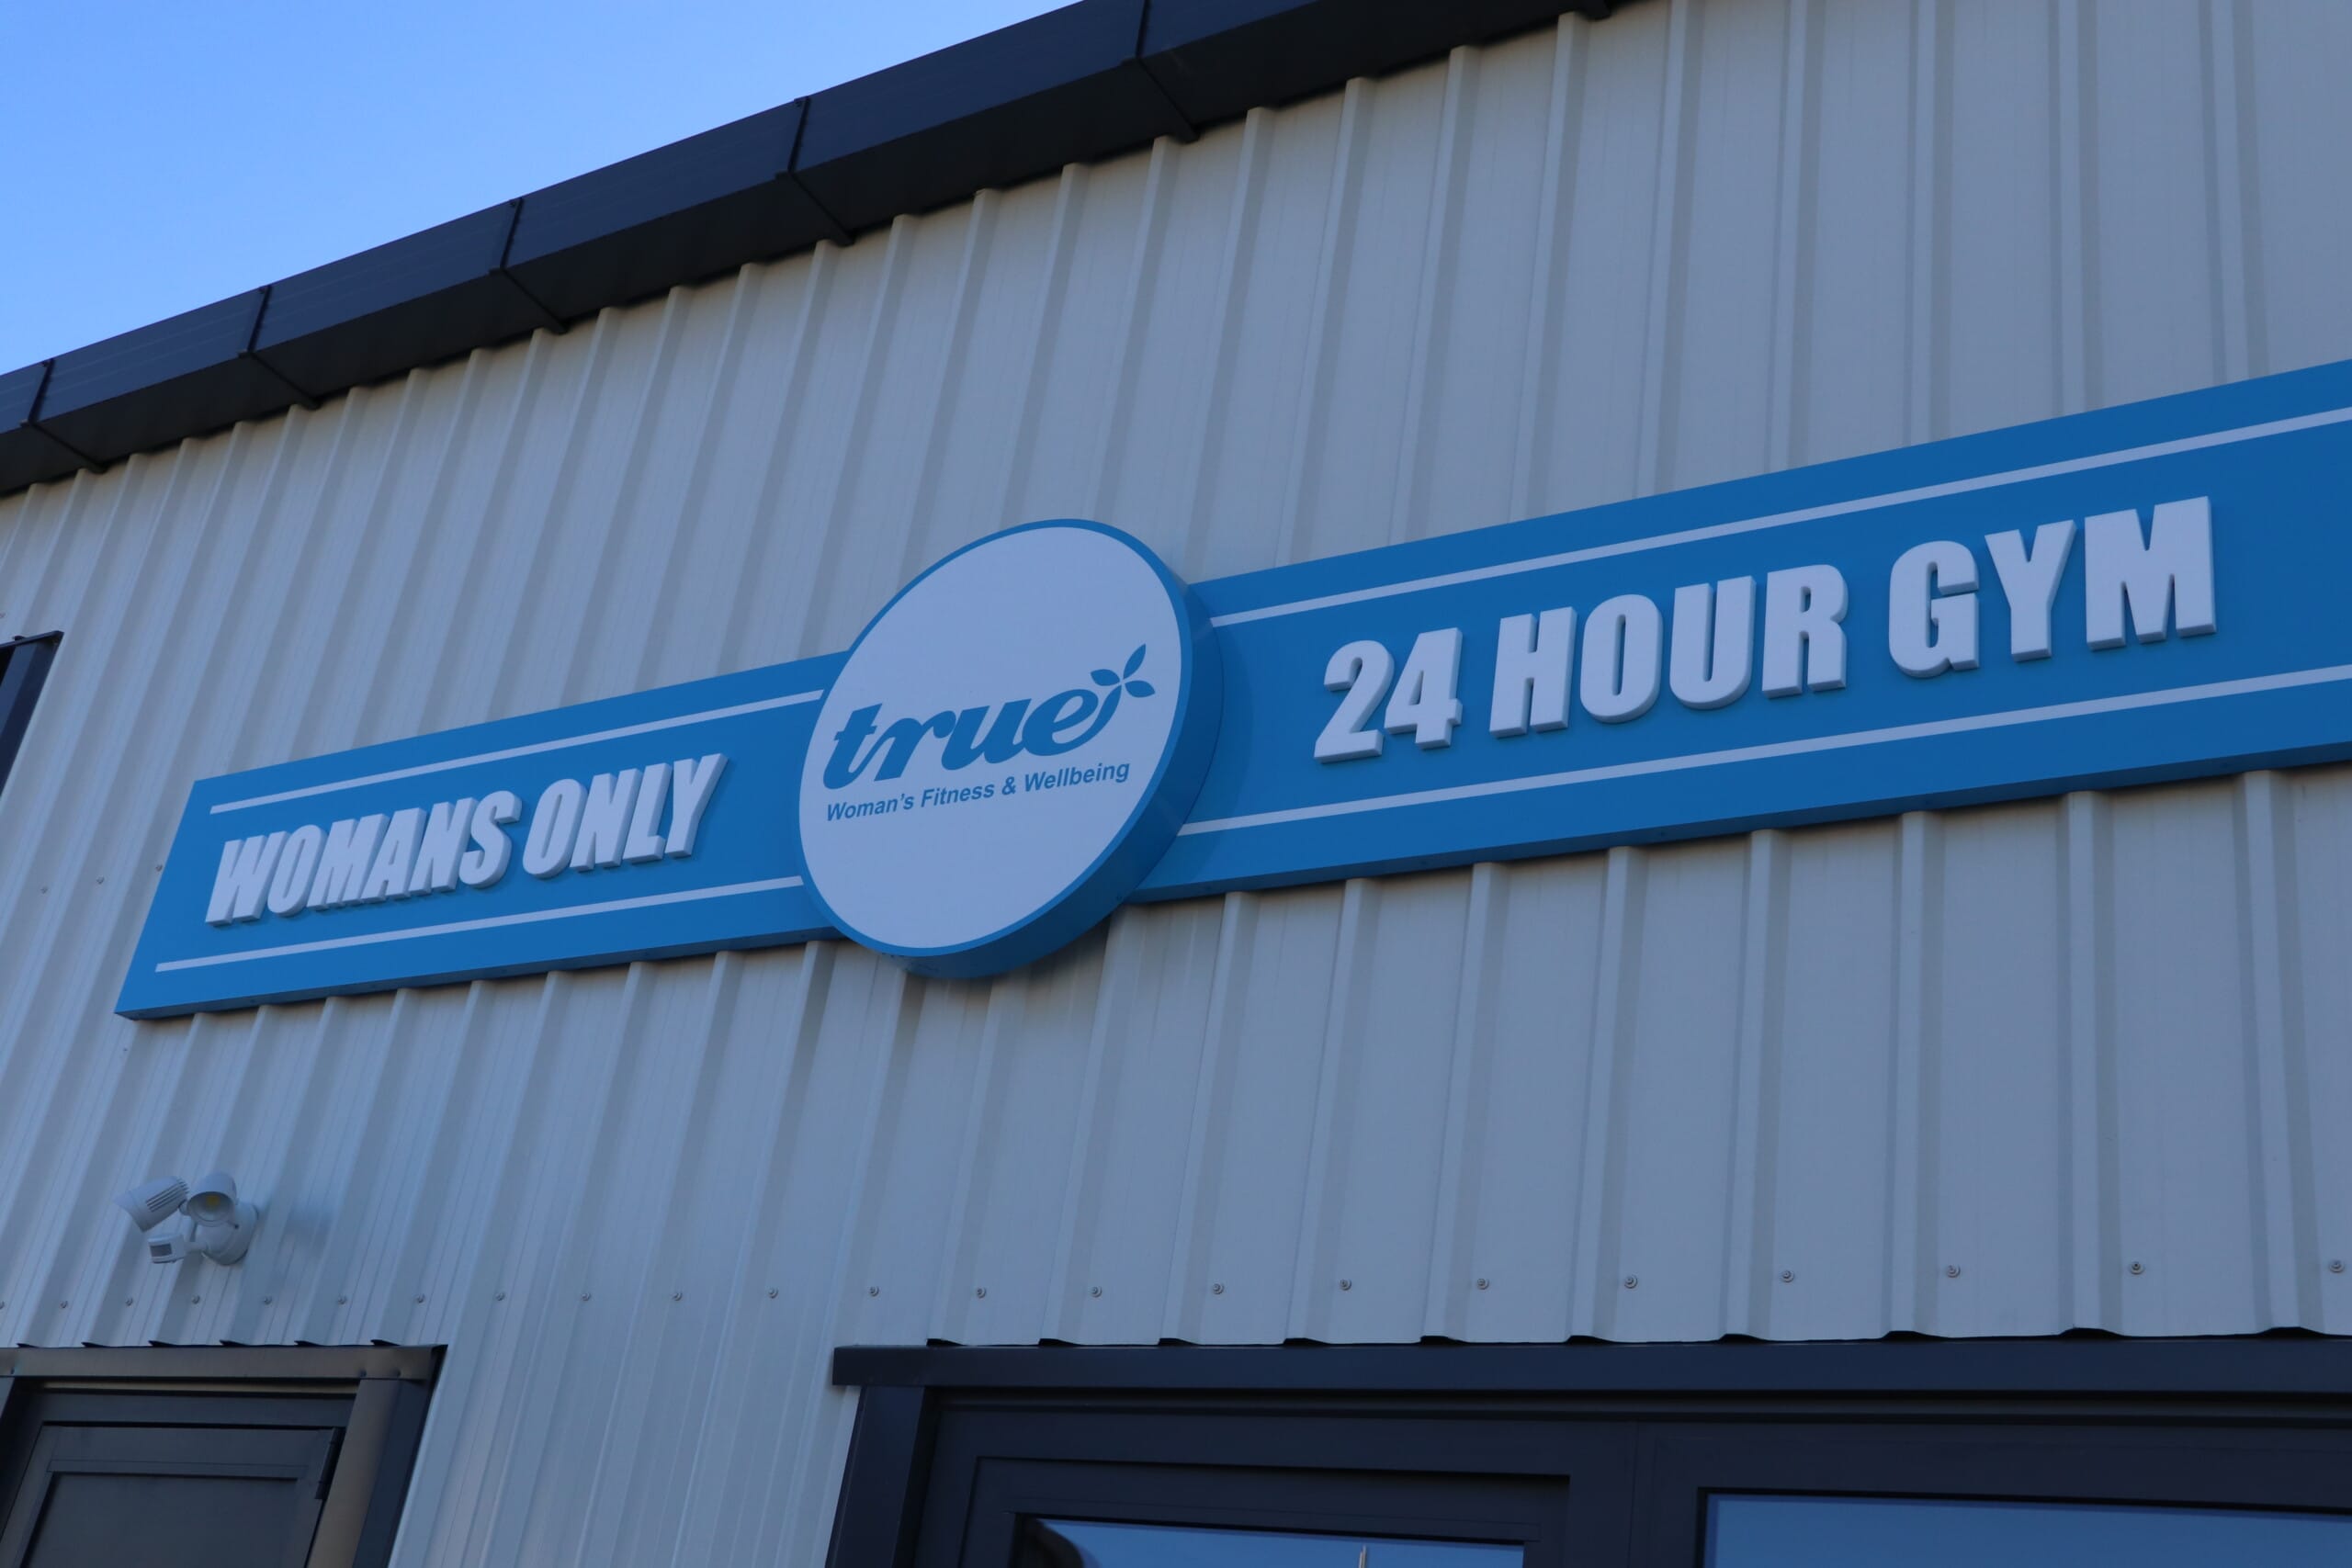 WOMANS ONLY
true
Woman's Fitness & Wellbeing
24 HOUR GYM